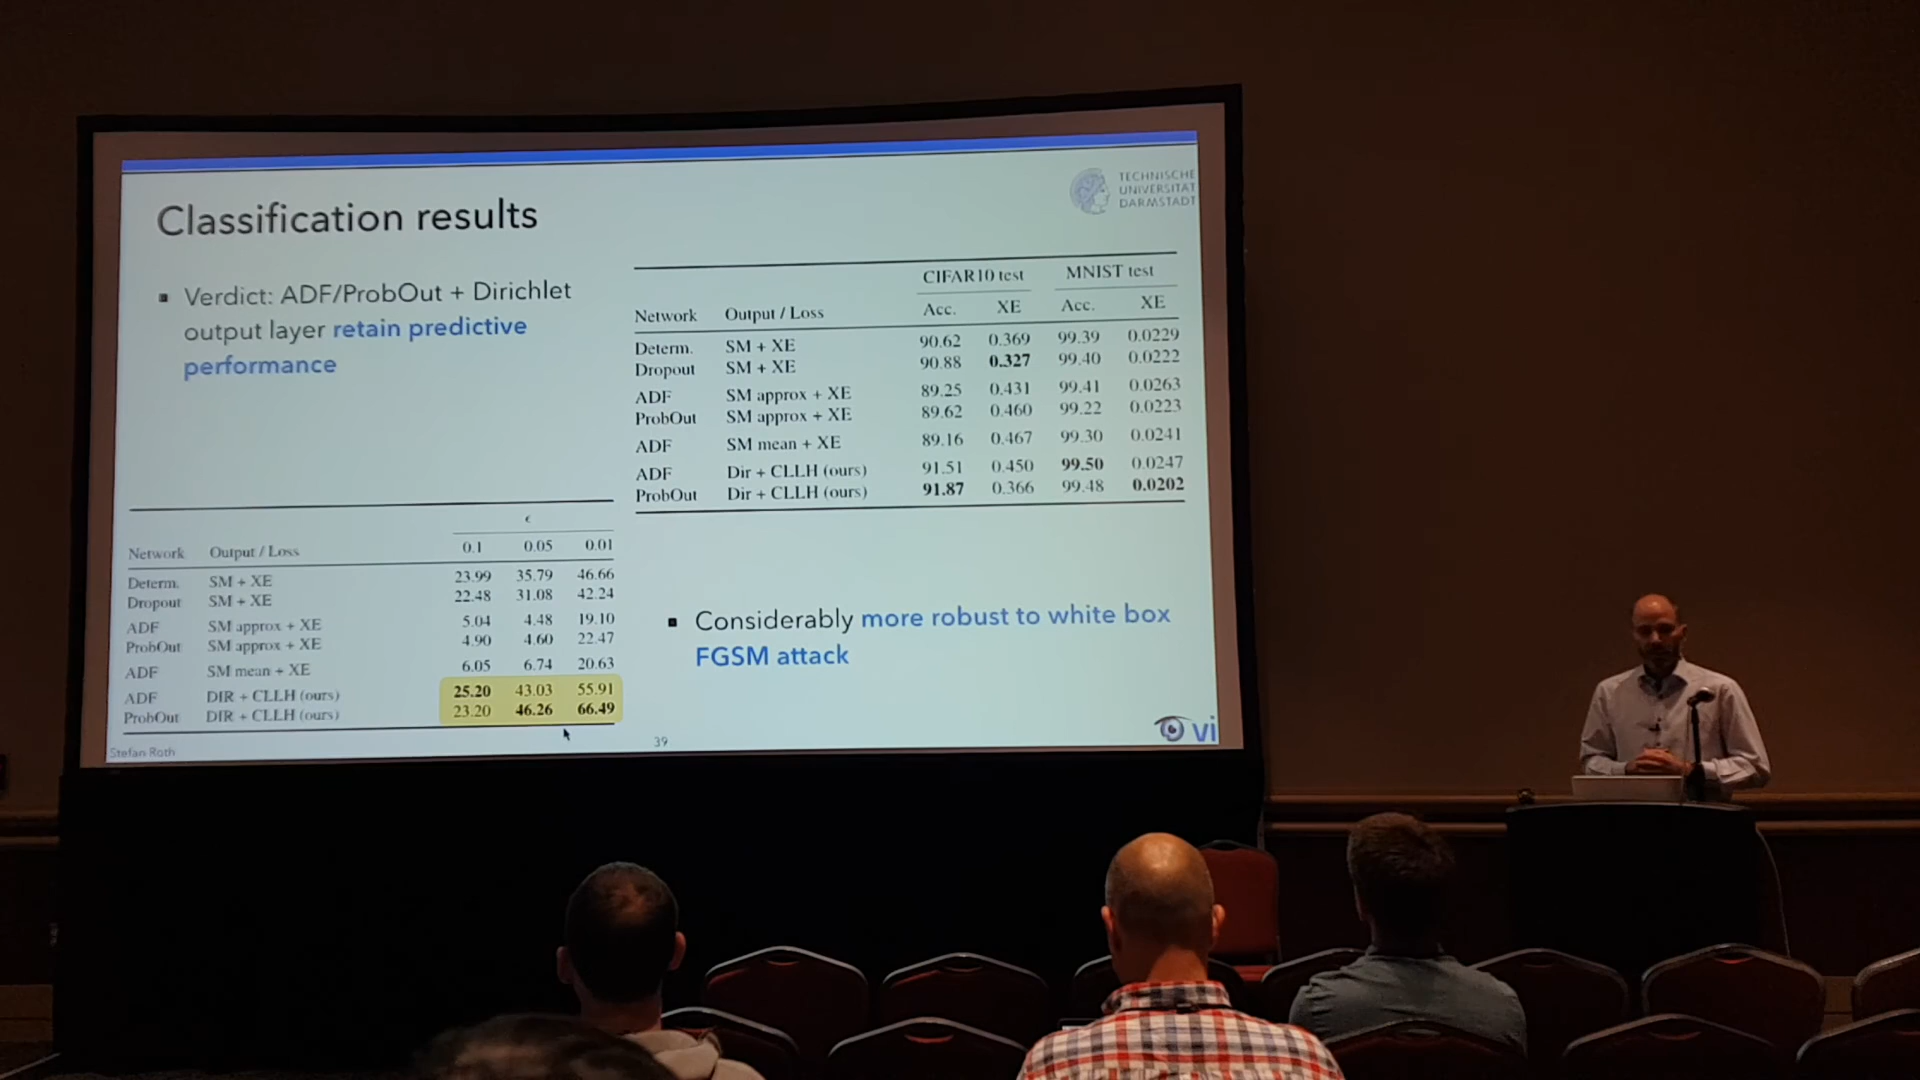 TECHNISCHE
UNIVERSITÄT
DARMSTADT
Classification results
▪ Verdict: ADF/ProbOut + Dirichlet
output layer retain predictive
performance
CIFAR10 test MNIST test
Network Output / Loss Acc. XE Acc. XE
Determ. SM + XE 90.62 0.369 99.39 0.0229
Dropout SM + XE 90.88 0.327 99.40 0.0222
ADF SM approx + XE 89.25 0.431 99.41 0.0263
ProbOut SM approx + XE 89.62 0.460 99.22 0.0223
ADF SM mean + XE 89.16 0.467 99.30 0.0241
ADF Dir + CLLH (ours) 91.51 0.450 99.50 0.0247
ProbOut Dir + CLLH (ours) 91.87 0.366 99.48 0.0202
ϵ
Network Output / Loss 0.1 0.05 0.01
Determ. SM + XE 23.99 35.79 46.66
Dropout SM + XE 22.48 31.08 42.24
ADF SM approx + XE 5.04 4.48 19.10
ProbOut SM approx + XE 4.90 4.60 22.47
ADF SM mean + XE 6.05 6.74 20.63
ADF DIR + CLLH (ours) 25.20 43.03 55.91
ProbOut DIR + CLLH (ours) 23.20 46.26 66.49
▪ Considerably more robust to white box
FGSM attack
Stefan Roth
39
vi